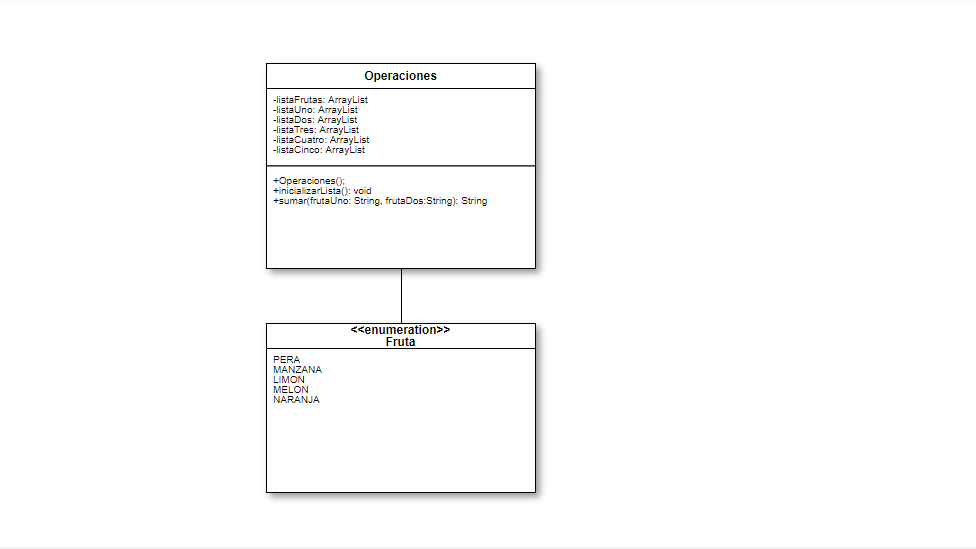 Operaciones
-listaFrutas: ArrayList
-listaUno: ArrayList
-listaDos: ArrayList
-listaTres: ArrayList
-listaCuatro: ArrayList
-listaCinco: ArrayList
+Operaciones();
+inicializarLista(): void
+sumar(frutaUno: String, frutaDos:String): String
<<enumeration>>
Fruta
PERA
MANZANA
LIMON
MELON
NARANJA